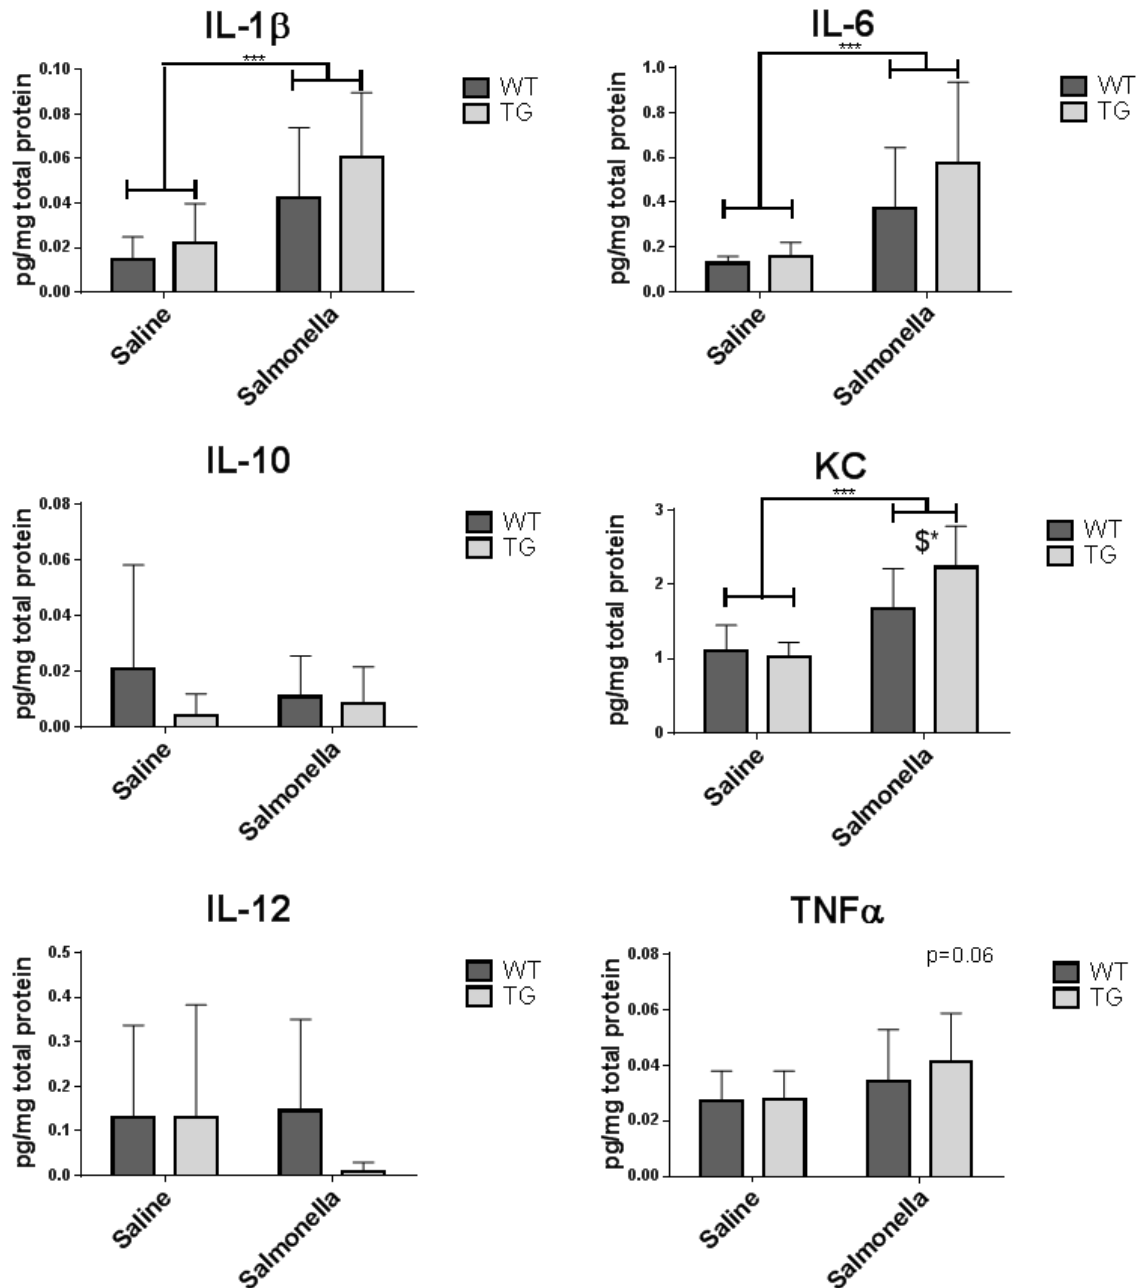 IL-1β
***
pg/mg total protein
0.10
0.08
0.06
0.04
0.02
0.00
Saline
Salmonella
WT
TG
IL-6
***
pg/mg total protein
1.0
0.8
0.6
0.4
0.2
0.0
Saline
Salmonella
WT
TG
IL-10
pg/mg total protein
0.08
0.06
0.04
0.02
0.00
Saline
Salmonella
WT
TG
KC
***
$*
pg/mg total protein
3
2
1
0
Saline
Salmonella
WT
TG
IL-12
pg/mg total protein
0.5
0.4
0.3
0.2
0.1
0.0
Saline
Salmonella
WT
TG
TNFα
p=0.06
pg/mg total protein
0.08
0.06
0.04
0.02
0.00
Saline
Salmonella
WT
TG